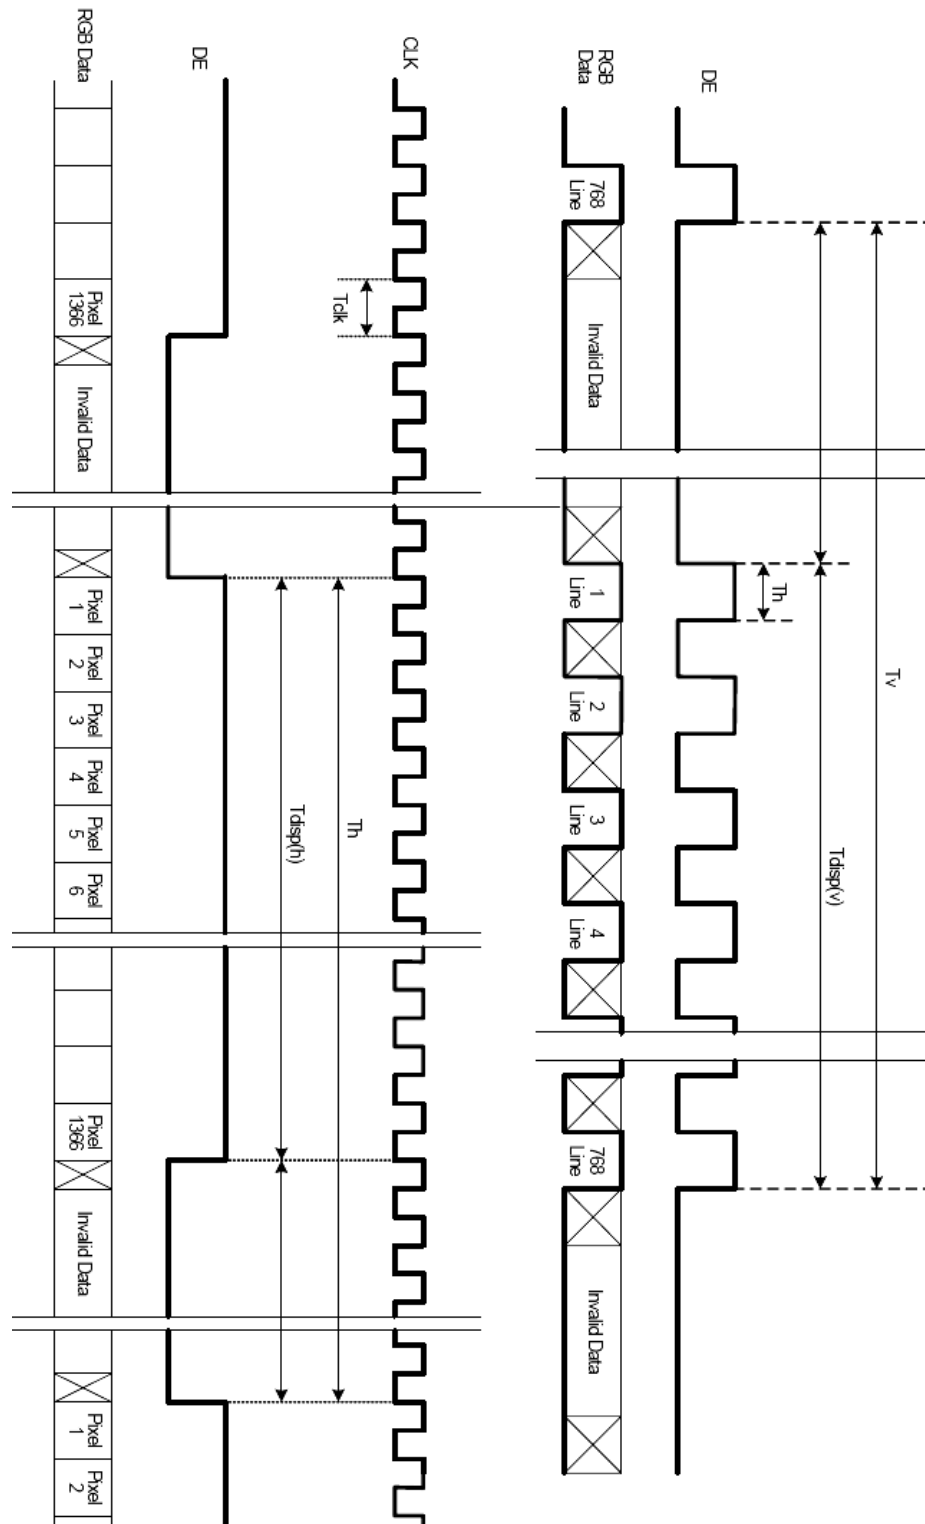 Tv
Tdisp(v)
Th
DE
RGB
Data
768
Line
Invalid Data
1
Line
2
Line
3
Line
4
Line
768
Line
Invalid Data
CLK
Tclk
Th
Tdisp(h)
DE
RGB Data
Pixel
1366
Invalid Data
Pixel
1
Pixel
2
Pixel
3
Pixel
4
Pixel
5
Pixel
6
Pixel
1366
Invalid Data
Pixel
1
Pixel
2